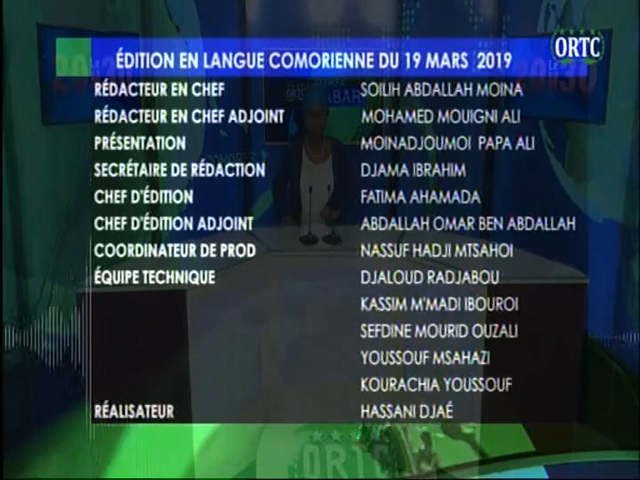 ORTC
ÉDITION EN LANGUE COMORIENNE DU 19 MARS 2019
RÉDACTEUR EN CHEF SOILIH ABDALLAH MOINA
RÉDACTEUR EN CHEF ADJOINT MOHAMED MOUIGNI ALI
PRÉSENTATION MOINADJOUMOI PAPA ALI
SECRÉTAIRE DE RÉDACTION DJAMA IBRAHIM
CHEF D'ÉDITION FATIMA AHAMADA
CHEF D'ÉDITION ADJOINT ABDALLAH OMAR BEN ABDALLAH
COORDINATEUR DE PROD NASSUF HADJI MTSAHOI
ÉQUIPE TECHNIQUE DJALOUD RADJABOU
KASSIM M'MADI IBOUROI
SEFDINE MOURID OUZALI
YOUSSOUF MSAHAZI
KOURACHIA YOUSSOUF
RÉALISATEUR HASSANI DJAÉ
ORTC